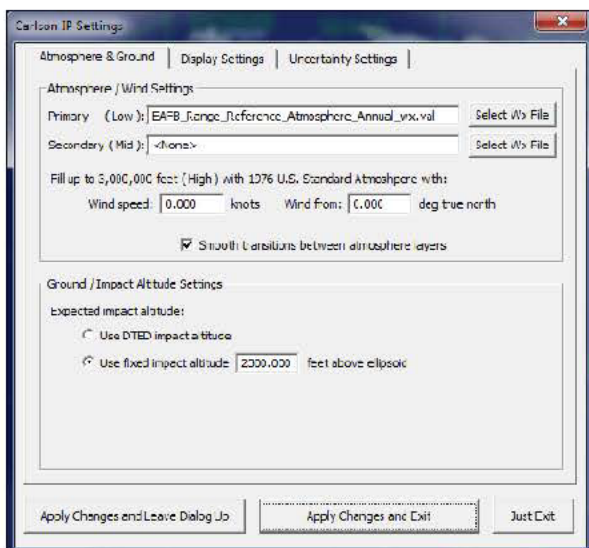 Carlson IP Settings
Atmosphere & Ground Display Settings Uncertainty Settings
Atmosphere / Wind Settings
Primary (Low): EAFB_Range_Reference_Atmosphere_Annual_wx.val Select Wx File
Secondary (Mid): <None> Select Wx File
Fill up to 3,000,000 feet (High) with 1976 U.S. Standard Atmoshpere with:
Wind speed: 0.000 knots Wind from: 0.000 deg true north
Smooth transitions between atmosphere layers
Ground / Impact Altitude Settings
Expected impact altitude:
Use DTED impact altitude
Use fixed impact altitude 2300.000 feet above ellipsoid
Apply Changes and Leave Dialog Up Apply Changes and Exit Just Exit